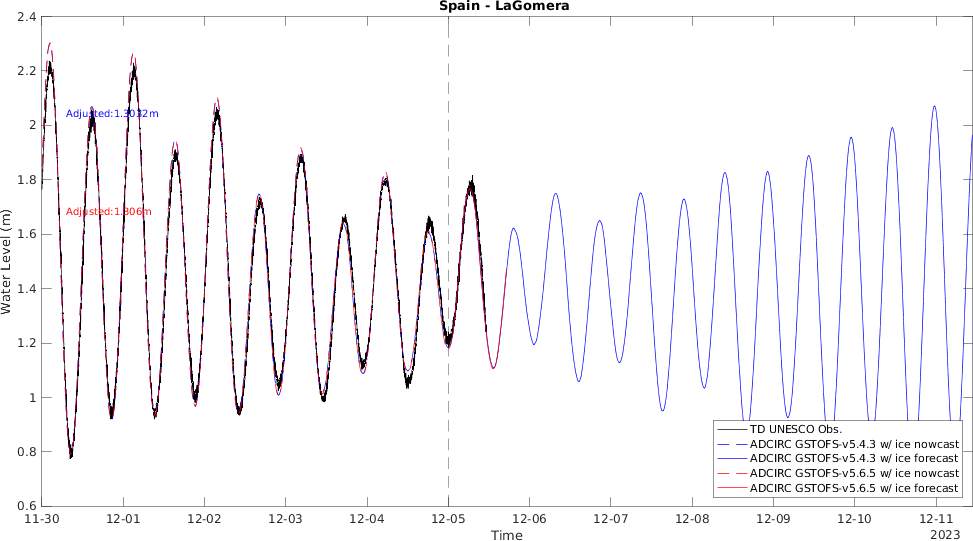 Spain - LaGomera
2.4
2.2
2
1.8
1.6
1.4
1.2
1
0.8
0.6
Water Level (m)
Adjusted:1.3032m
Adjusted:1.306m
TD UNESCO Obs.
ADCIRC GSTOFS-v5.4.3 w/ ice nowcast
ADCIRC GSTOFS-v5.4.3 w/ ice forecast
ADCIRC GSTOFS-v5.6.5 w/ ice nowcast
ADCIRC GSTOFS-v5.6.5 w/ ice forecast
11-30 12-01 12-02 12-03 12-04 12-05 12-06 12-07 12-08 12-09 12-10 12-11
Time 2023